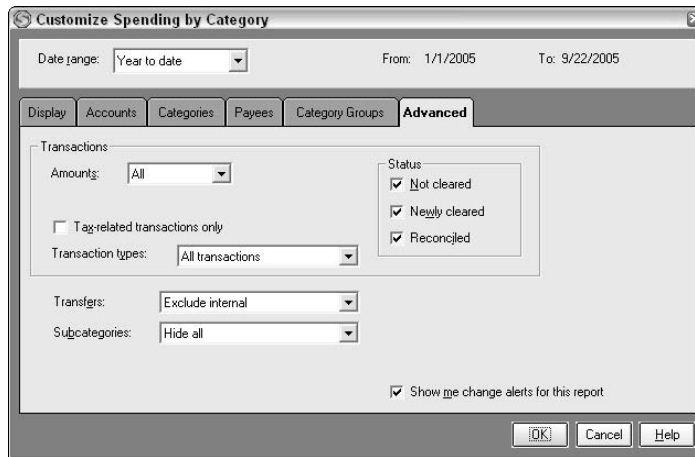 Customize Spending by Category
Date range: Year to date From: 1/1/2005 To: 9/22/2005
Display Accounts Categories Payees Category Groups Advanced
Transactions
Amounts: All
Status
Not cleared
Newly cleared
Reconciled
Tax-related transactions only
Transaction types: All transactions
Transfers: Exclude internal
Subcategories: Hide all
Show me change alerts for this report
OK Cancel Help